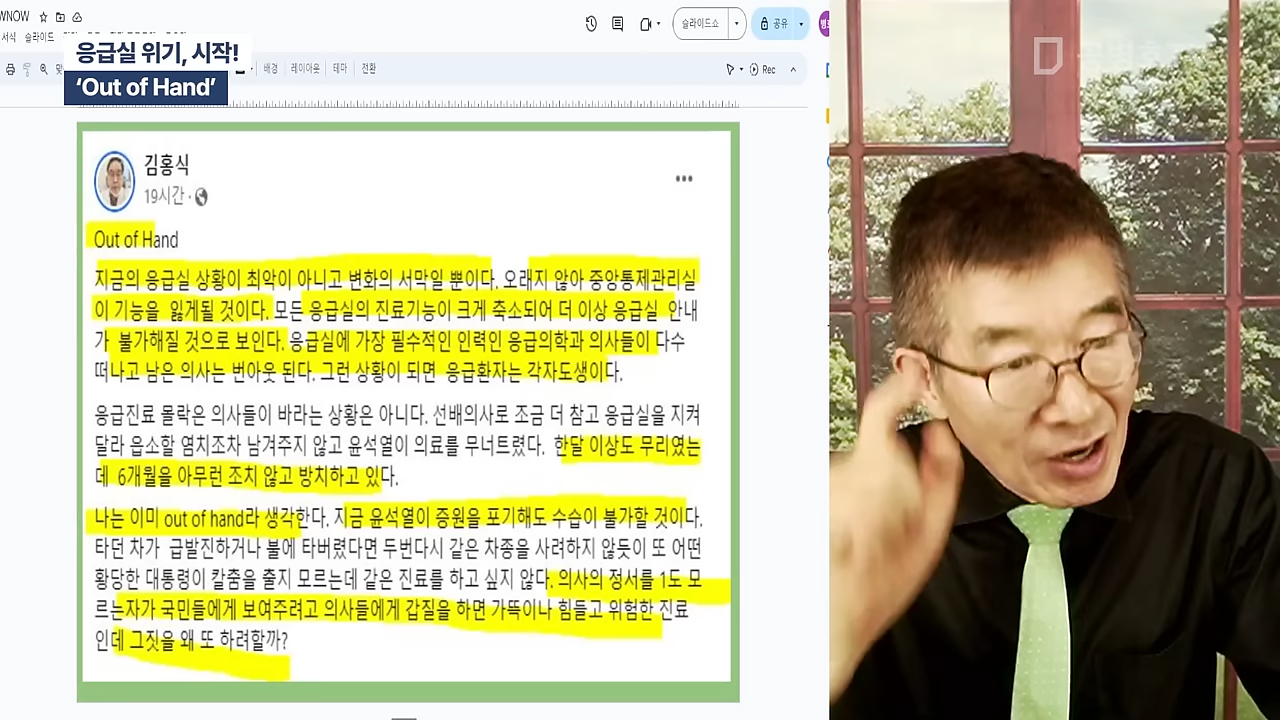 WNOW
서식 슬라이드
슬라이드쇼
공유
응급실 위기, 시작!
‘Out of Hand’
배경 레이아웃 테마 전환
Rec
김홍식
19시간
Out of Hand
지금의 응급실 상황이 최악이 아니고 변화의 서막일 뿐이다. 오래지 않아 중앙통제관리실
이 기능을 잃게될 것이다. 모든 응급실의 진료기능이 크게 축소되어 더 이상 응급실 안내
가 불가해질 것으로 보인다. 응급실에 가장 필수적인 인력인 응급의학과 의사들이 다수
떠나고 남은 의사는 번아웃 된다. 그런 상황이 되면 응급환자는 각자도생이다.
응급진료 몰락은 의사들이 바라는 상황은 아니다. 선배의사로 조금 더 참고 응급실을 지켜
달라 읍소할 염치조차 남겨주지 않고 윤석열이 의료를 무너트렸다. 한달 이상도 무리였는
데 6개월을 아무런 조치 않고 방치하고 있다.
나는 이미 out of hand라 생각한다. 지금 윤석열이 증원을 포기해도 수습이 불가할 것이다.
타던 차가 급발진하거나 불에 타버렸다면 두번다시 같은 차종을 사려하지 않듯이 또 어떤
황당한 대통령이 칼춤을 출지 모르는데 같은 진료를 하고 싶지 않다. 의사의 정서를 1도 모
르는자가 국민들에게 보여주려고 의사들에게 갑질을 하면 가뜩이나 힘들고 위험한 진료
인데 그짓을 왜 또 하려할까?